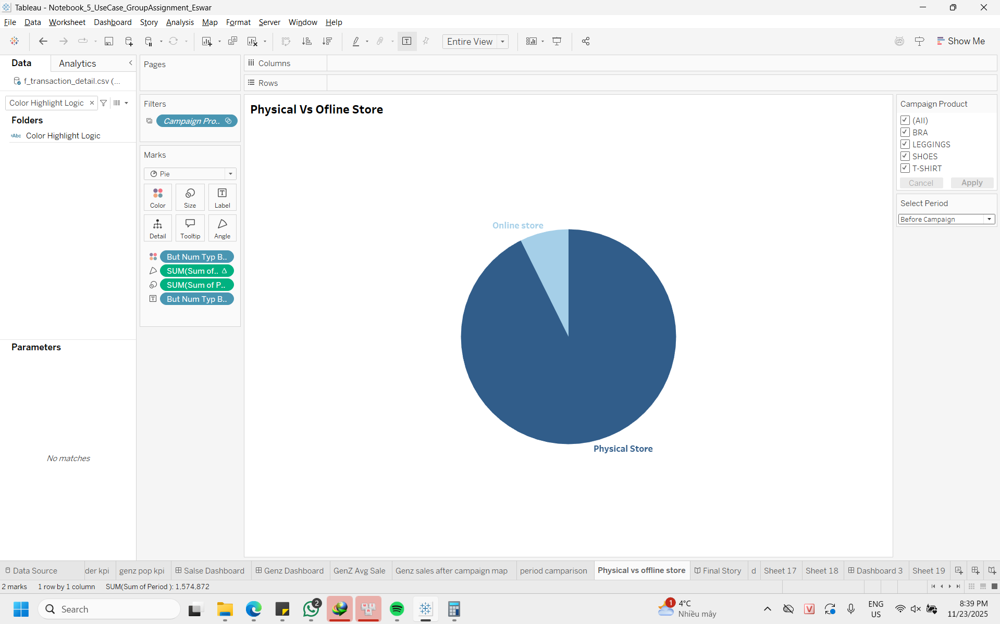 Tableau - Notebook_5_UseCase_GroupAssignment_Eswar
File Data Worksheet Dashboard Story Analysis Map Format Server Window Help
Entire View
Show Me
Data Analytics
f_transaction_detail.csv (...
Color Highlight Logic
Folders
=Abc Color Highlight Logic
Parameters
No matches
Pages
Filters
Campaign Pro..
Marks
Pie
Color Size Label
Detail Tooltip Angle
But Num Typ B..
SUM(Sum of.. Δ
SUM(Sum of P..
But Num Typ B..
Columns
Rows
Physical Vs Ofline Store
Online store
Physical Store
Campaign Product
(All)
BRA
LEGGINGS
SHOES
T-SHIRT
Cancel Apply
Select Period
Before Campaign
Data Source der kpi genz pop kpi Salse Dashboard Genz Dashboard GenZ Avg Sale Genz sales after campaign map period camparison Physical vs offline store Final Story d Sheet 17 Sheet 18 Dashboard 3 Sheet 19
2 marks 1 row by 1 column SUM(Sum of Period ): 1,574,872
Search
2
1
4°C
Nhiều mây
ENG
US
8:39 PM
11/23/2025